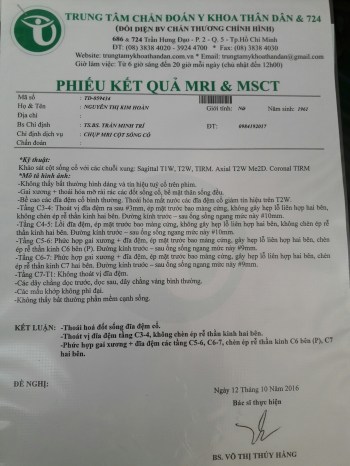 TRUNG TÂM CHẨN ĐOÁN Y KHOA THÂN DÂN & 724
(ĐỐI DIỆN BV CHẤN THƯƠNG CHỈNH HÌNH)
686 & 724 Trần Hưng Đạo - P. 2 - Q. 5 - Tp.Hồ Chí Minh
ĐT: (08) 3838 4020 - 3924 4700 * Fax: (08) 3838 4030
Website: trungtamykhoathandan.com.vn * Email: trungtamykhoathandan@gmail.com
Giờ làm việc: Từ 6 giờ sáng đến 20 giờ mỗi ngày (chủ nhật đến 12h00)
PHIẾU KẾT QUẢ MRI & MSCT
Mã số : TD-059434
Họ & Tên : NGUYỄN THỊ KIM HOÀN Giới tính: Nữ Năm sinh: 1961
Địa chỉ :
Bs Chỉ định : TS.BS. TRẦN MINH TRÍ ĐT: 0984192017
Chỉ định dịch vụ : CHỤP MRI CỘT SỐNG CỔ
Chẩn đoán :
*Kỹ thuật:
Khảo sát cột sống cổ với các chuỗi xung: Sagittal T1W, T2W, TIRM. Axial T2W Me2D. Coronal TIRM
*Mô tả hình ảnh:
-Không thấy bất thường hình dáng và tín hiệu tuỷ cổ trên phim.
-Gai xương + thoái hóa rải rác các đốt sống cổ, bề mặt thân sống đều.
-Bề cao các đĩa đệm cổ bình thường. Thoái hóa mất nước các đĩa đệm cổ giảm tín hiệu trên T2W.
-Tầng C3-4: Thoát vị đĩa đệm ra sau #3mm, ép mặt trước bao màng cứng, không gây hẹp lỗ liên hợp hai bên,
không chèn ép rễ thần kinh C4 hai bên. Đường kính trước – sau ống sống ngang mức này #10mm.
-Tầng C4-5: Lồi đĩa đệm, ép mặt trước bao màng cứng, không gây hẹp lỗ liên hợp hai bên, không chèn ép rễ
thần kinh hai bên. Đường kính trước – sau ống sống ngang mức này #10mm.
-Tầng C5-6: Phức hợp gai xương + đĩa đệm, ép mặt trước bao màng cứng, gây hẹp lỗ liên hợp hai bên, chèn
ép rễ thần kinh C6 bên (P). Đường kính trước – sau ống sống ngang mức này #9mm.
-Tầng C6-7: Phức hợp gai xương + đĩa đệm, ép mặt trước bao màng cứng, gây hẹp lỗ liên hợp hai bên, chèn
ép rễ thần kinh C7 hai bên. Đường kính trước – sau ống sống ngang mức này #9mm.
-Tầng C7-T1: Không thoát vị đĩa đệm.
-Các dây chằng dọc trước, dọc sau, dây chằng vàng bình thường.
-Các mấu khớp không phì đại.
-Không thấy bất thường phần mềm cạnh sống.
KẾT LUẬN: -Thoái hoá đốt sống đĩa đệm cổ.
-Thoát vị đĩa đệm tầng C3-4, không chèn ép rễ thần kinh hai bên.
-Phức hợp gai xương + đĩa đệm các tầng C5-6, C6-7, chèn ép rễ thần kinh C6 bên (P), C7
hai bên.
ĐỀ NGHỊ:
Ngày 12 Tháng 10 Năm 2016
Bác sĩ thực hiện
BS. VÕ THỊ THÚY HẰNG